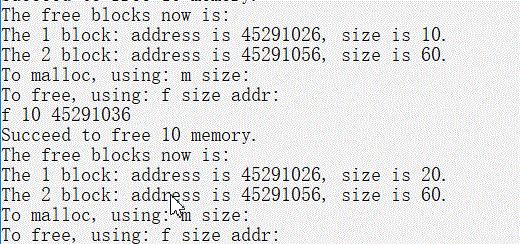 The free blocks now is:
The 1 block: address is 45291026, size is 10.
The 2 block: address is 45291056, size is 60.
To malloc, using: m size:
To free, using: f size addr:
f 10 45291036
Succeed to free 10 memory.
The free blocks now is:
The 1 block: address is 45291026, size is 20.
The 2 block: address is 45291056, size is 60.
To malloc, using: m size:
To free, using: f size addr: